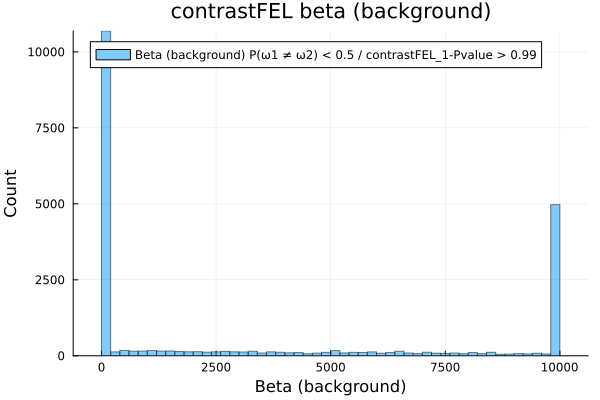 contrastFEL beta (background)
Beta (background) P(ω1 ≠ ω2) < 0.5 / contrastFEL_1-Pvalue > 0.99
10000
7500
5000
2500
0
Count
0
2500
5000
7500
10000
Beta (background)